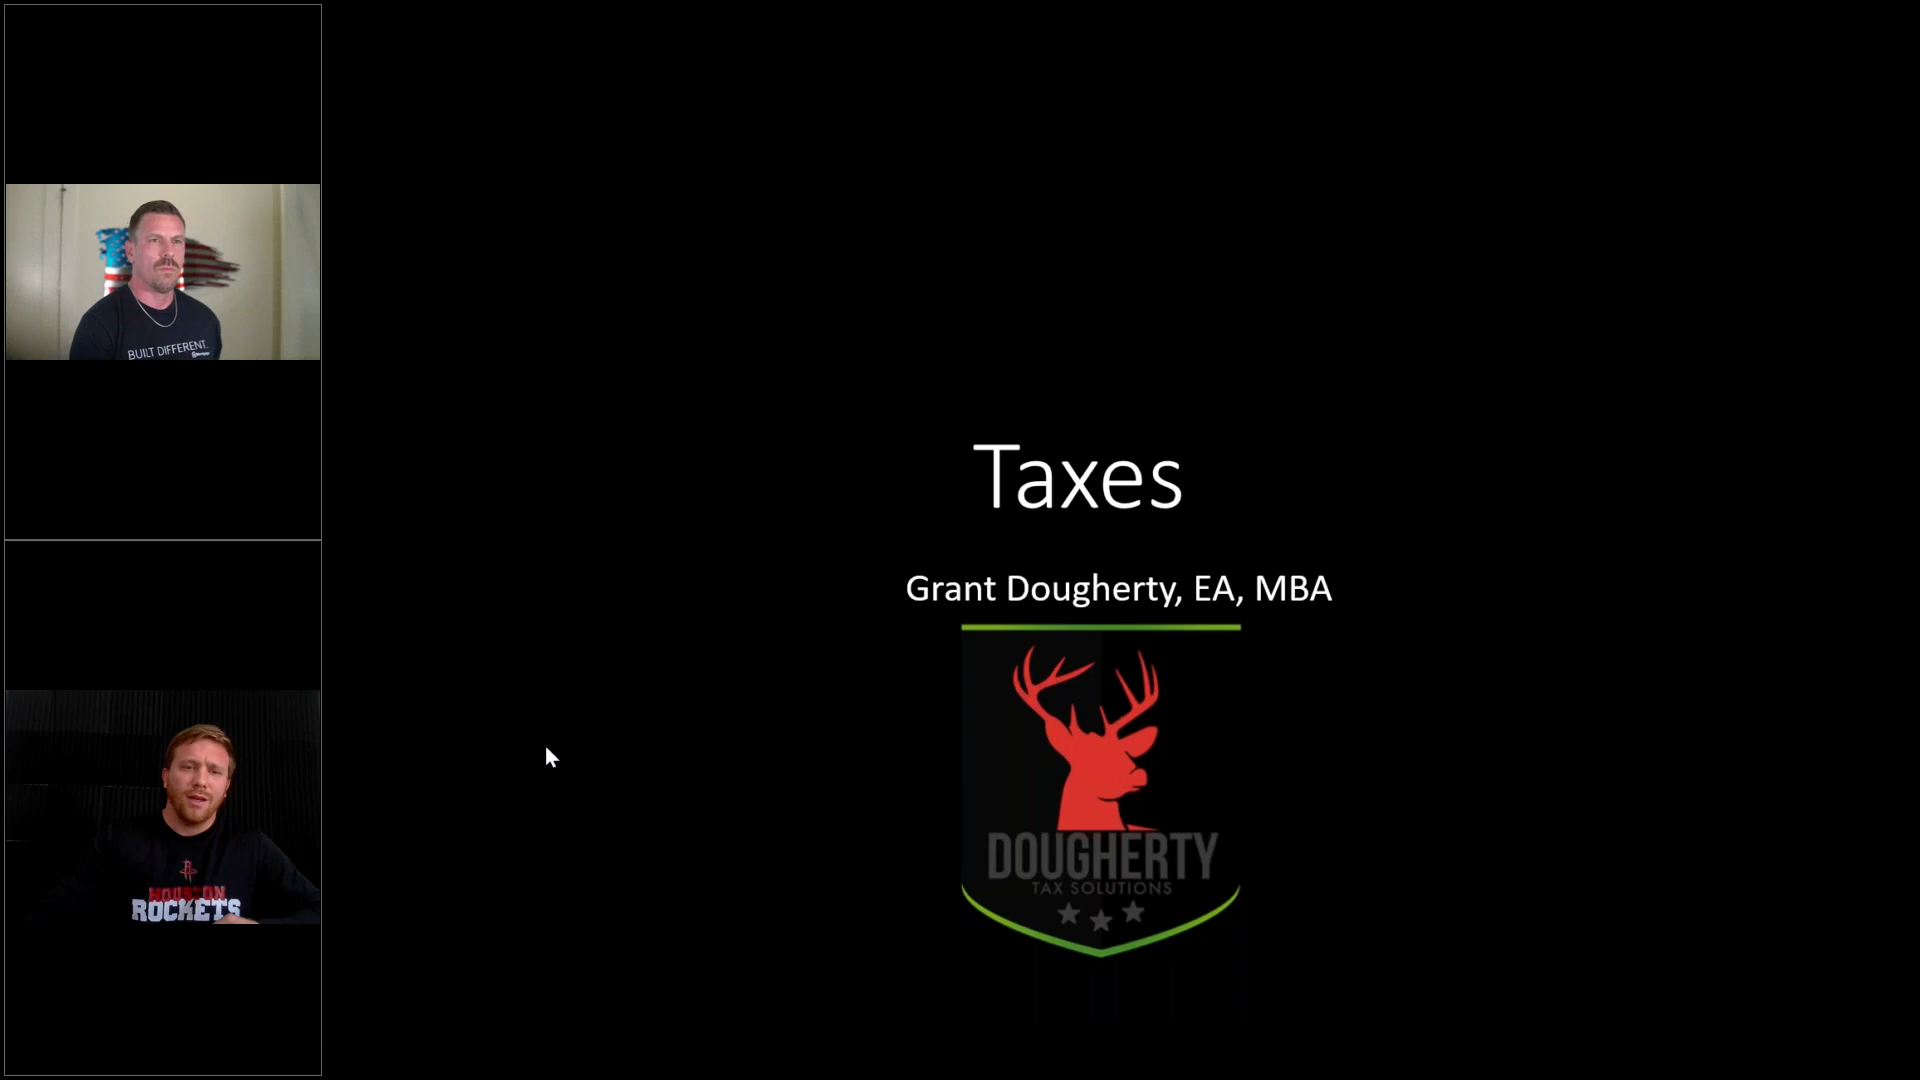 BUILT DIFFERENT.
HOUSTON
ROCKETS
Taxes
Grant Dougherty, EA, MBA
DOUGHERTY
TAX SOLUTIONS